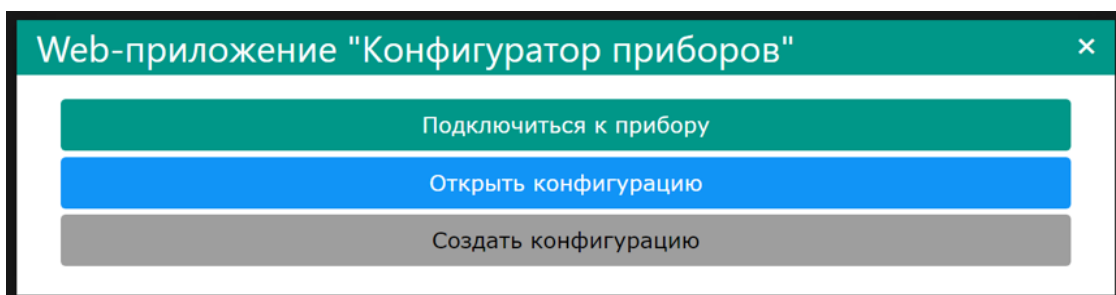 Web-приложение "Конфигуратор приборов" ×
Подключиться к прибору
Открыть конфигурацию
Создать конфигурацию